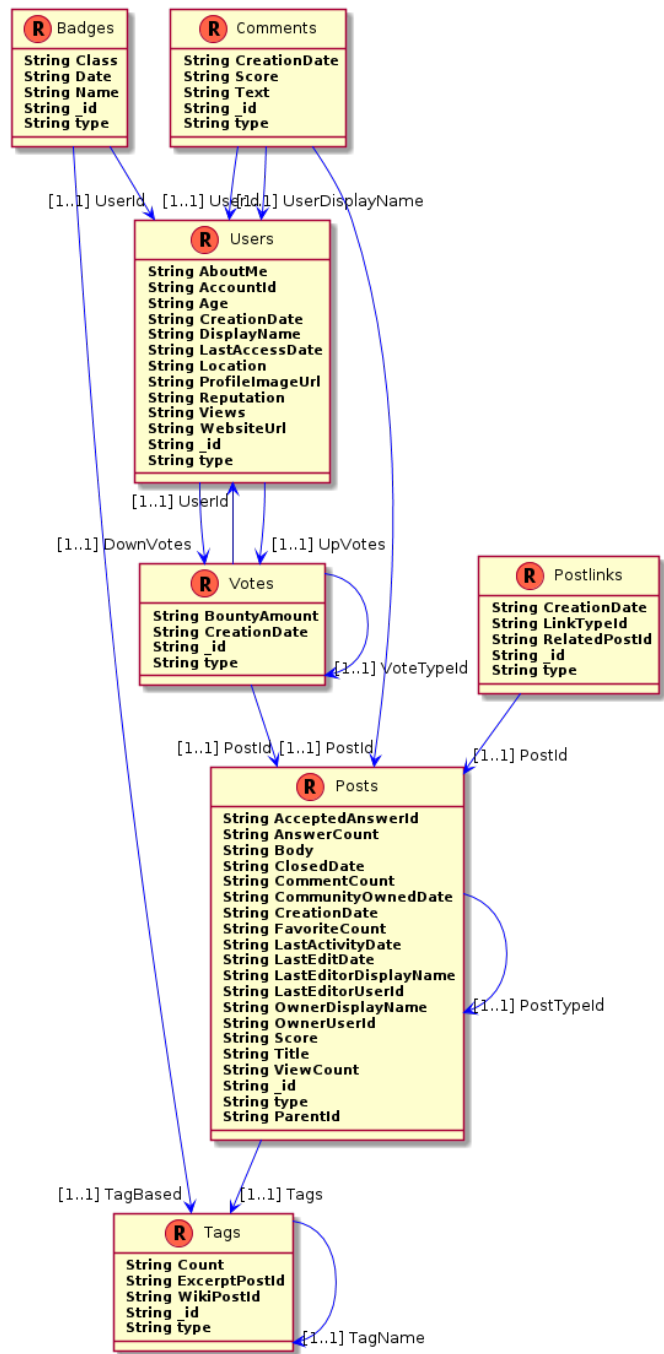 R Badges
String Class
String Date
String Name
String _id
String type
R Comments
String CreationDate
String Score
String Text
String _id
String type
[1..1] UserId
[1..1] UserId
[1..1] UserDisplayName
R Users
String AboutMe
String AccountId
String Age
String CreationDate
String DisplayName
String LastAccessDate
String Location
String ProfileImageUrl
String Reputation
String Views
String WebsiteUrl
String _id
String type
[1..1] UserId
[1..1] DownVotes
[1..1] UpVotes
R Votes
String BountyAmount
String CreationDate
String _id
String type
[1..1] VoteTypeId
R Postlinks
String CreationDate
String LinkTypeId
String RelatedPostId
String _id
String type
[1..1] PostId
[1..1] PostId
[1..1] PostId
R Posts
String AcceptedAnswerId
String AnswerCount
String Body
String ClosedDate
String CommentCount
String CommunityOwnedDate
String CreationDate
String FavoriteCount
String LastActivityDate
String LastEditDate
String LastEditorDisplayName
String LastEditorUserId
String OwnerDisplayName
String OwnerUserId
String Score
String Title
String ViewCount
String _id
String type
String ParentId
[1..1] PostTypeId
[1..1] TagBased
[1..1] Tags
R Tags
String Count
String ExcerptPostId
String WikiPostId
String _id
String type
[1..1] TagName